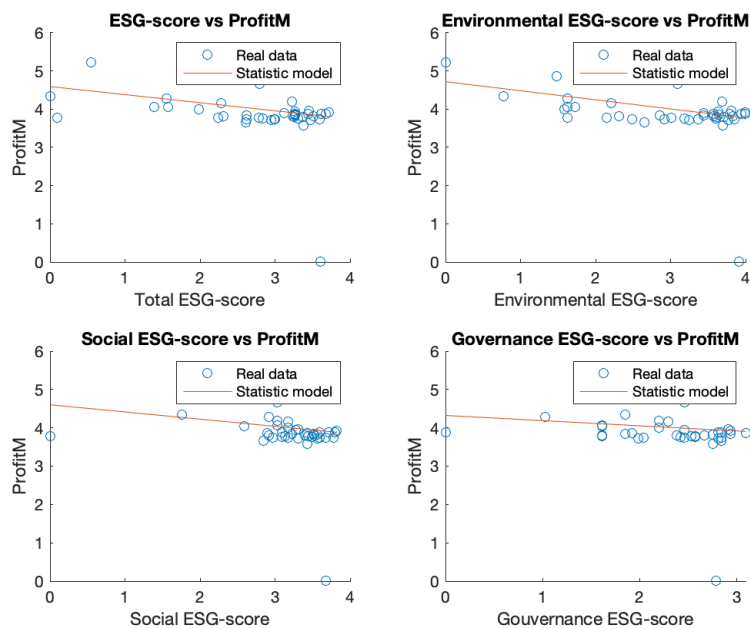 ESG-score vs ProfitM
6
5
4
3
2
1
0
ProfitM
Real data
Statistic model
0 1 2 3 4
Total ESG-score
Environmental ESG-score vs ProfitM
6
5
4
3
2
1
0
ProfitM
Real data
Statistic model
0 1 2 3 4
Environmental ESG-score
Social ESG-score vs ProfitM
6
5
4
3
2
1
0
ProfitM
Real data
Statistic model
0 1 2 3 4
Social ESG-score
Governance ESG-score vs ProfitM
6
5
4
3
2
1
0
ProfitM
Real data
Statistic model
0 1 2 3
Gouvernance ESG-score